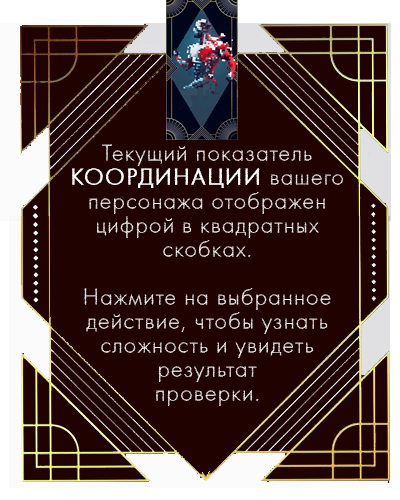 Текущий показатель
КООРДИНАЦИИ вашего
персонажа отображен
цифрой в квадратных
скобках.
Нажмите на выбранное
действие, чтобы узнать
сложность и увидеть
результат
проверки.